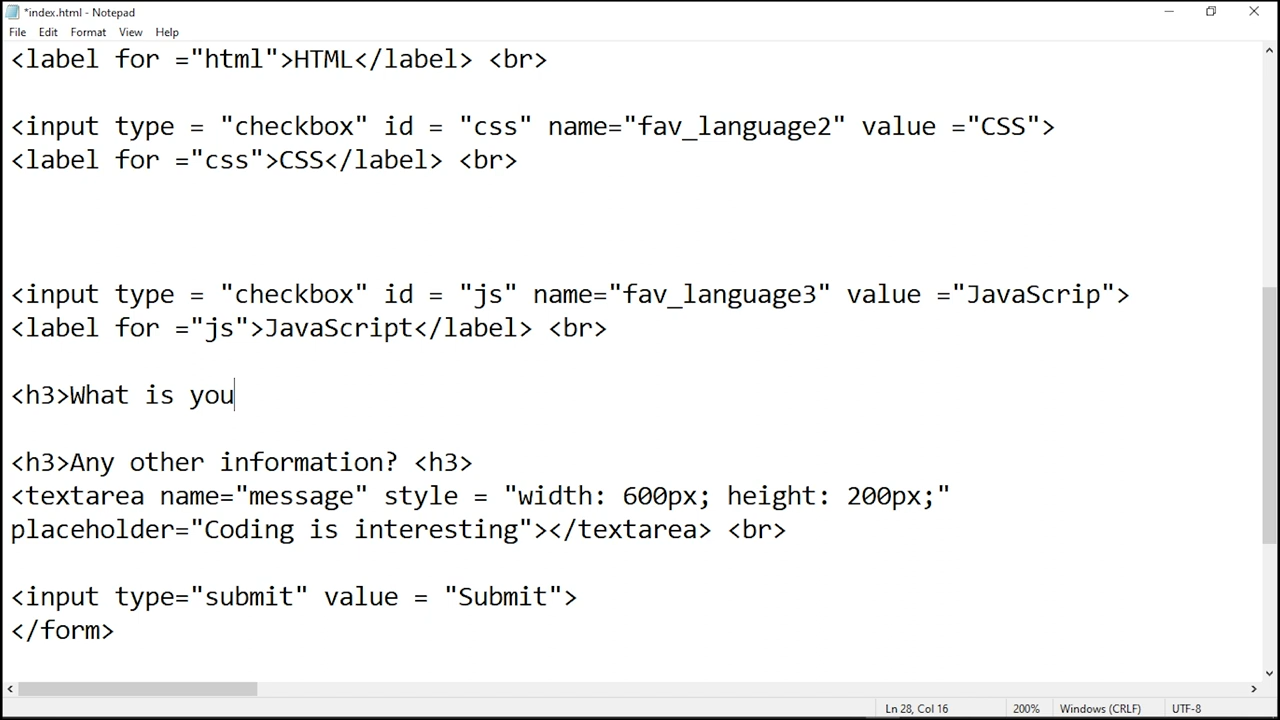 *index.html - Notepad
File Edit Format View Help
<label for ="html">HTML</label> <br>
<input type = "checkbox" id = "css" name="fav_language2" value ="CSS">
<label for ="css">CSS</label> <br>
<input type = "checkbox" id = "js" name="fav_language3" value ="JavaScrip">
<label for ="js">JavaScript</label> <br>
<h3>What is you
<h3>Any other information? <h3>
<textarea name="message" style = "width: 600px; height: 200px;"
placeholder="Coding is interesting"></textarea> <br>
<input type="submit" value = "Submit">
</form>
Ln 28, Col 16 200% Windows (CRLF) UTF-8